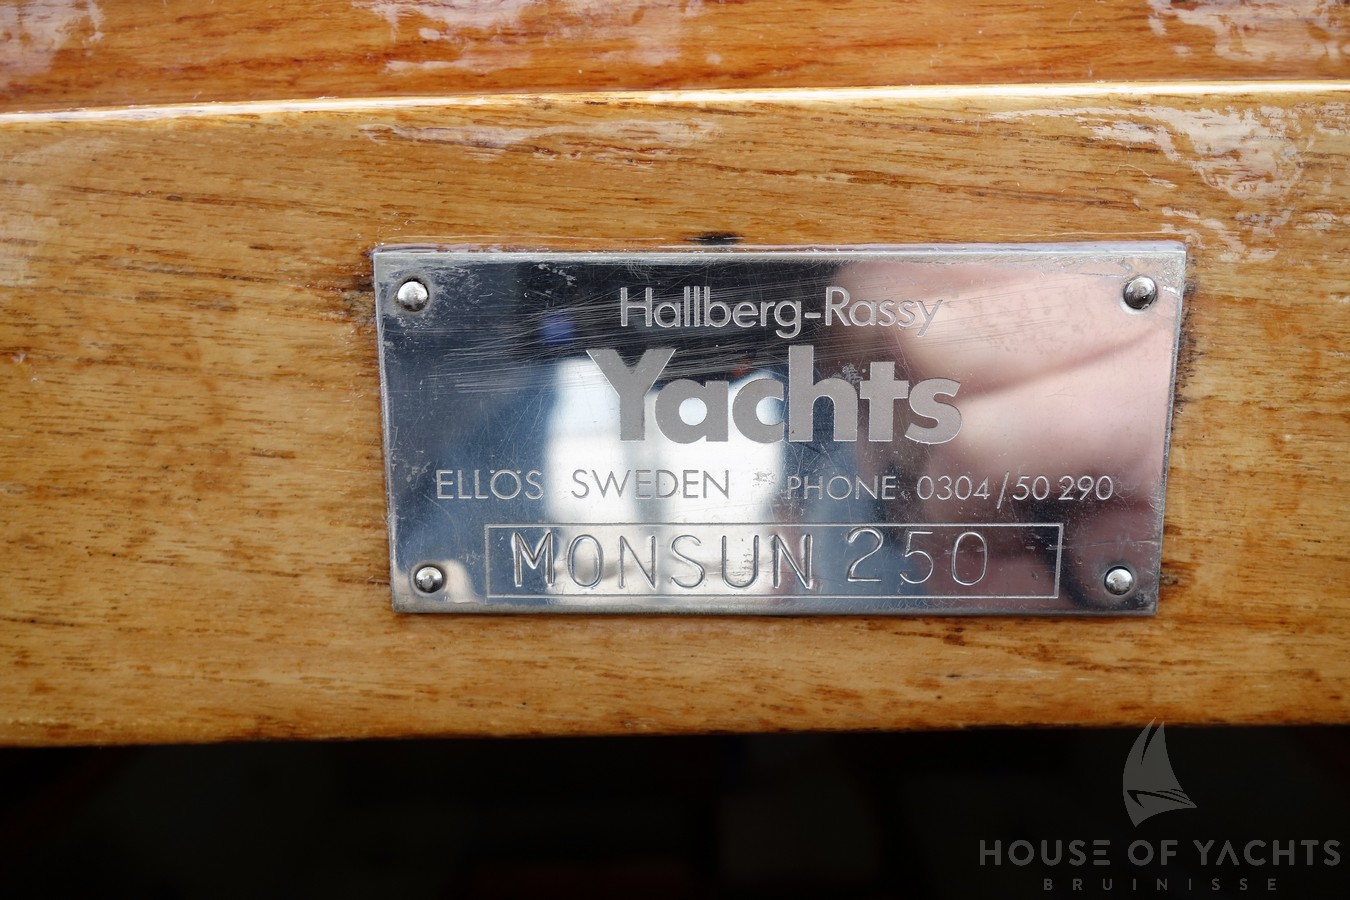 Hallberg-Rassy
Yachts
ELLÖS SWEDEN PHONE 0304/50 290
MONSUN 250
HOUSE OF YACHTS
BRUINISSE